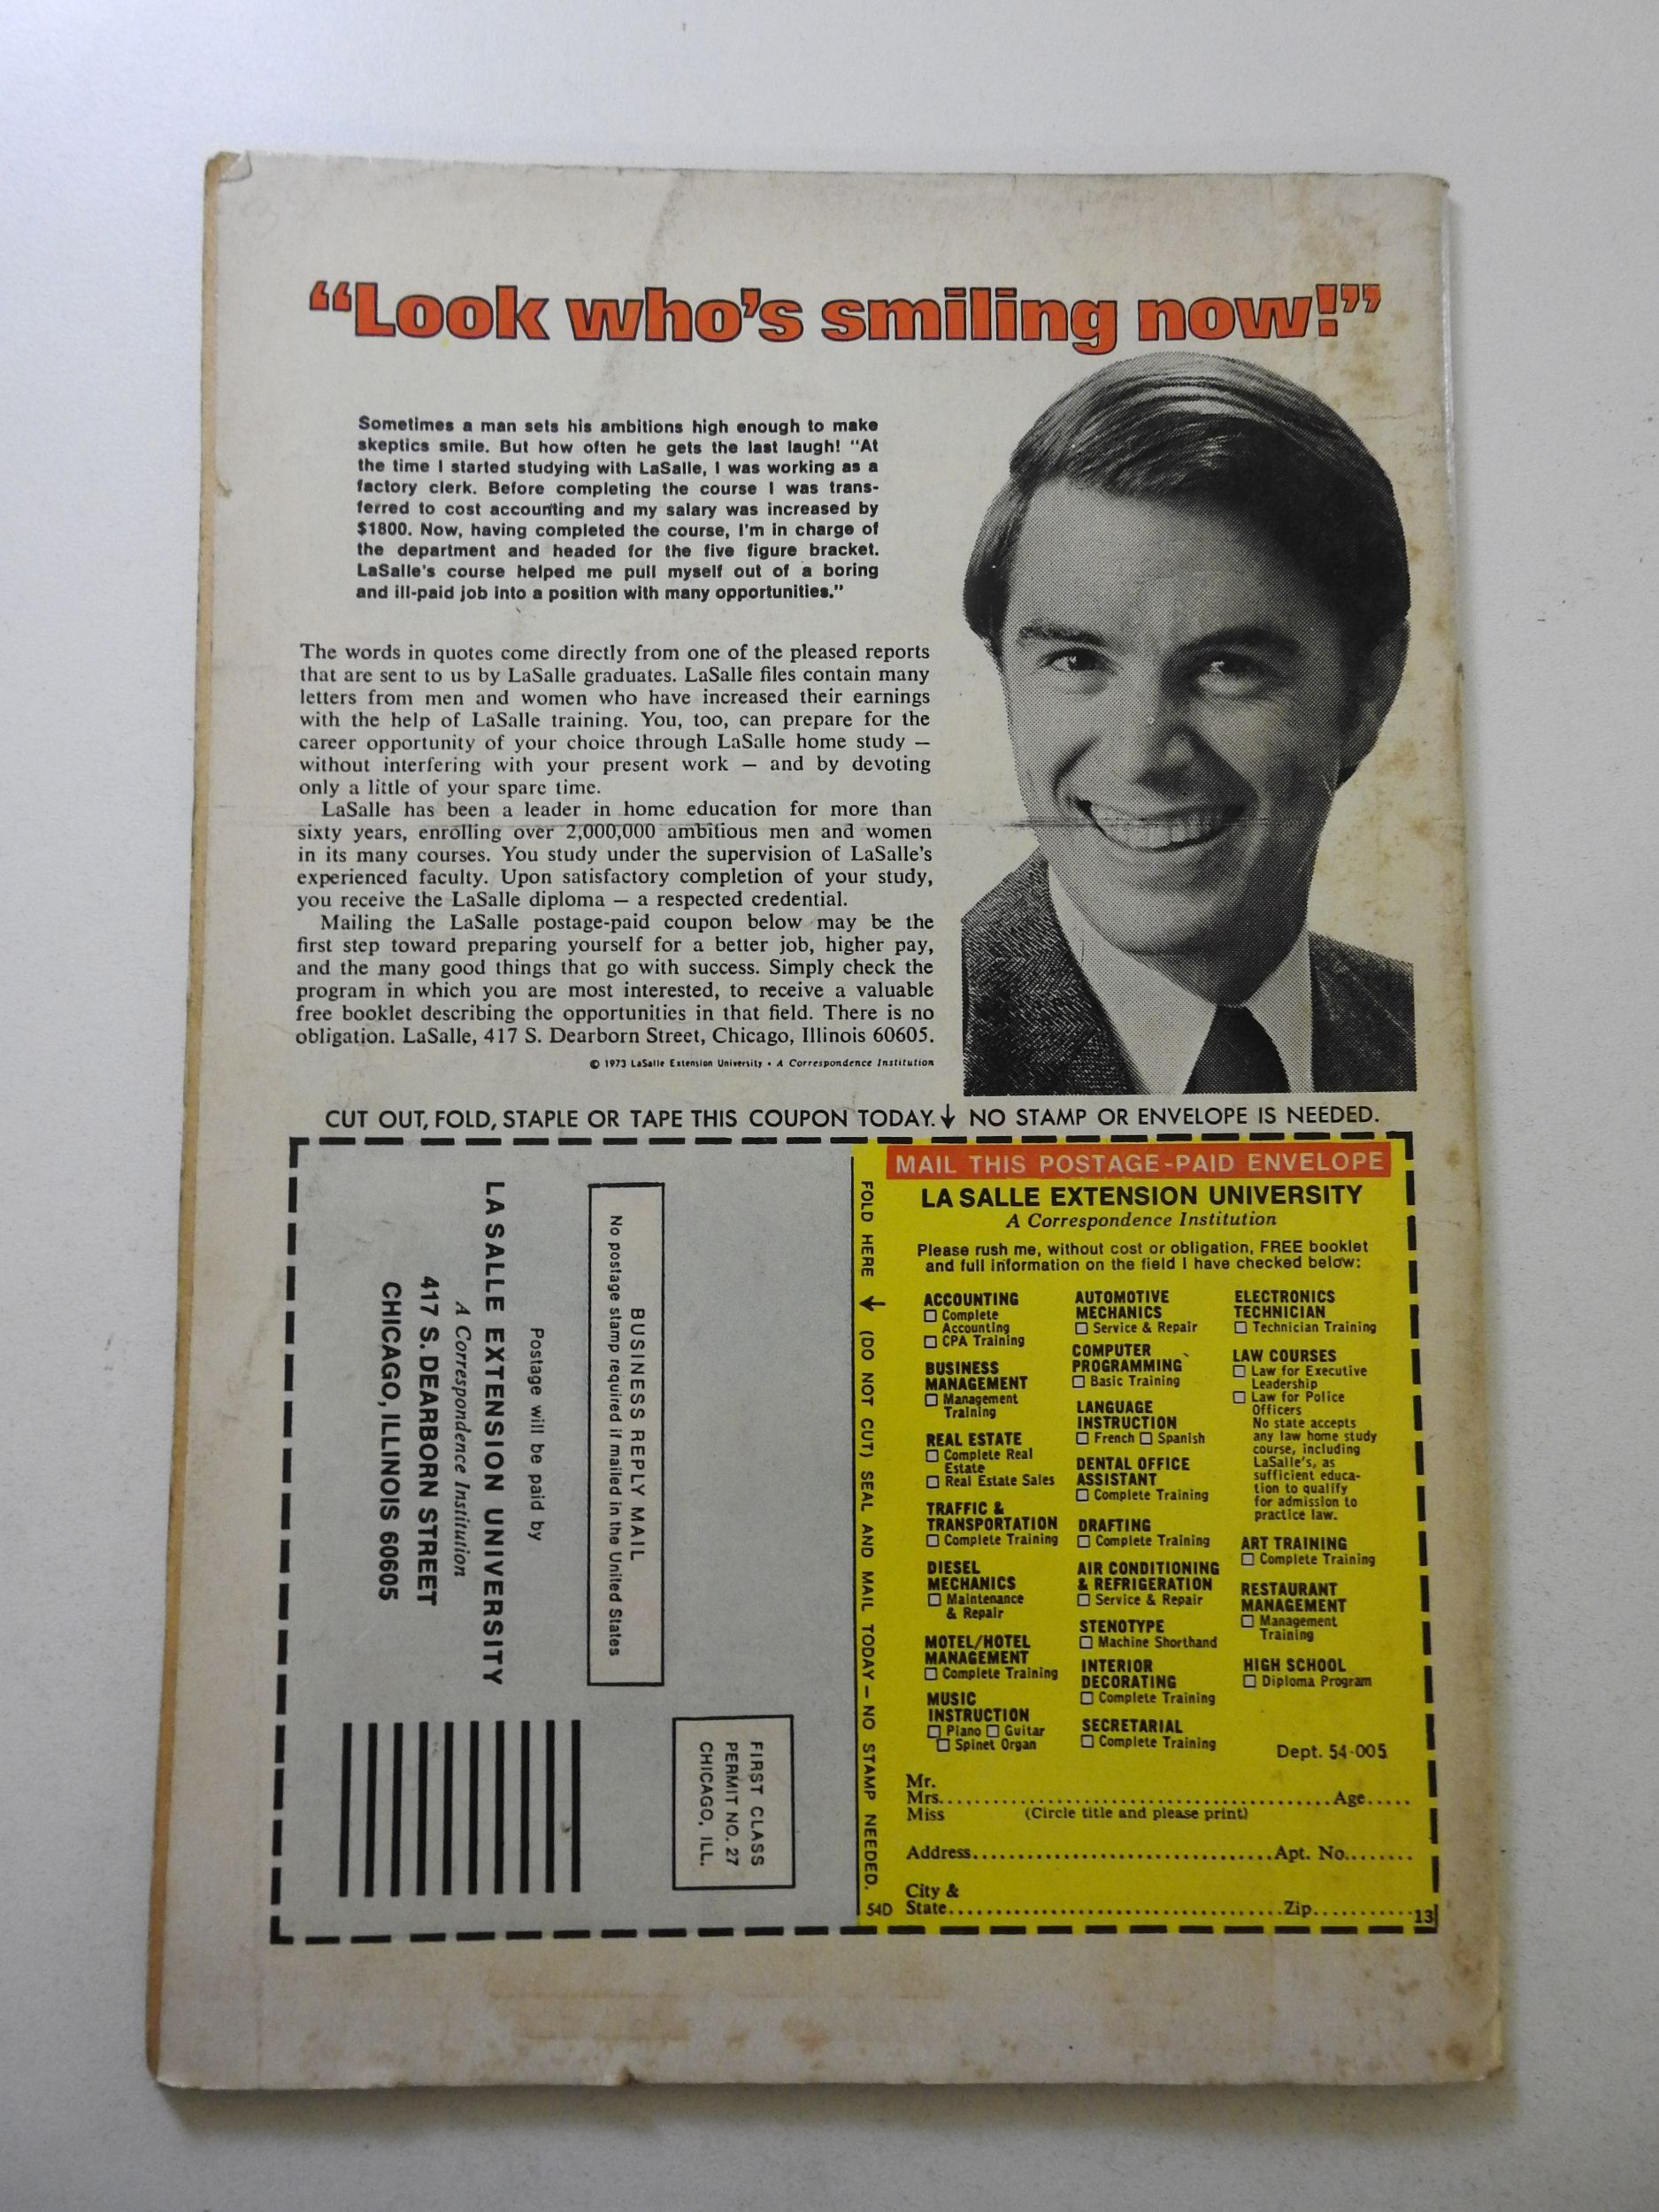 “Look who's smiling now!”
Sometimes a man sets his ambitions high enough to make
skeptics smile. But how often he gets the last laugh! “At
the time I started studying with LaSalle, I was working as a
factory clerk. Before completing the course I was trans-
ferred to cost accounting and my salary was increased by
$1800. Now, having completed the course, I'm in charge of
the department and headed for the five figure bracket.
LaSalle's course helped me pull myself out of a boring
and ill-paid job into a position with many opportunities.”
The words in quotes come directly from one of the pleased reports
that are sent to us by LaSalle graduates. LaSalle files contain many
letters from men and women who have increased their earnings
with the help of LaSalle training. You, too, can prepare for the
career opportunity of your choice through LaSalle home study —
without interfering with your present work — and by devoting
only a little of your spare time.
LaSalle has been a leader in home education for more than
sixty years, enrolling over 2,000,000 ambitious men and women
in its many courses. You study under the supervision of LaSalle's
experienced faculty. Upon satisfactory completion of your study,
you receive the LaSalle diploma — a respected credential.
Mailing the LaSalle postage-paid coupon below may be the
first step toward preparing yourself for a better job, higher pay,
and the many good things that go with success. Simply check the
program in which you are most interested, to receive a valuable
free booklet describing the opportunities in that field. There is no
obligation. LaSalle, 417 S. Dearborn Street, Chicago, Illinois 60605.
© 1973 LaSalle Extension University • A Correspondence Institution
CUT OUT, FOLD, STAPLE OR TAPE THIS COUPON TODAY. ↓ NO STAMP OR ENVELOPE IS NEEDED.
BUSINESS REPLY MAIL
No postage stamp required if mailed in the United States
Postage will be paid by
LA SALLE EXTENSION UNIVERSITY
A Correspondence Institution
417 S. DEARBORN STREET
CHICAGO, ILLINOIS 60605
FIRST CLASS
PERMIT NO. 27
CHICAGO, ILL.
FOLD HERE ↓ (DO NOT CUT) SEAL AND MAIL TODAY — NO STAMP NEEDED.
54D
MAIL THIS POSTAGE-PAID ENVELOPE
LA SALLE EXTENSION UNIVERSITY
A Correspondence Institution
Please rush me, without cost or obligation, FREE booklet
and full information on the field I have checked below:
ACCOUNTING
☐ Complete
Accounting
☐ CPA Training
BUSINESS
MANAGEMENT
☐ Management
Training
REAL ESTATE
☐ Complete Real
Estate
☐ Real Estate Sales
TRAFFIC &
TRANSPORTATION
☐ Complete Training
DIESEL
MECHANICS
☐ Maintenance
& Repair
MOTEL/HOTEL
MANAGEMENT
☐ Complete Training
MUSIC
INSTRUCTION
☐ Piano ☐ Guitar
☐ Spinet Organ
AUTOMOTIVE
MECHANICS
☐ Service & Repair
COMPUTER
PROGRAMMING
☐ Basic Training
LANGUAGE
INSTRUCTION
☐ French ☐ Spanish
DENTAL OFFICE
ASSISTANT
☐ Complete Training
DRAFTING
☐ Complete Training
AIR CONDITIONING
& REFRIGERATION
☐ Service & Repair
STENOTYPE
☐ Machine Shorthand
INTERIOR
DECORATING
☐ Complete Training
SECRETARIAL
☐ Complete Training
ELECTRONICS
TECHNICIAN
☐ Technician Training
LAW COURSES
☐ Law for Executive
Leadership
☐ Law for Police
Officers
No state accepts
any law home study
course, including
LaSalle's, as
sufficient educa-
tion to qualify
for admission to
practice law.
ART TRAINING
☐ Complete Training
RESTAURANT
MANAGEMENT
☐ Management
Training
HIGH SCHOOL
☐ Diploma Program
Dept. 54-005
Mr.
Mrs. Age
Miss (Circle title and please print)
Address Apt. No.
City &
State Zip
13